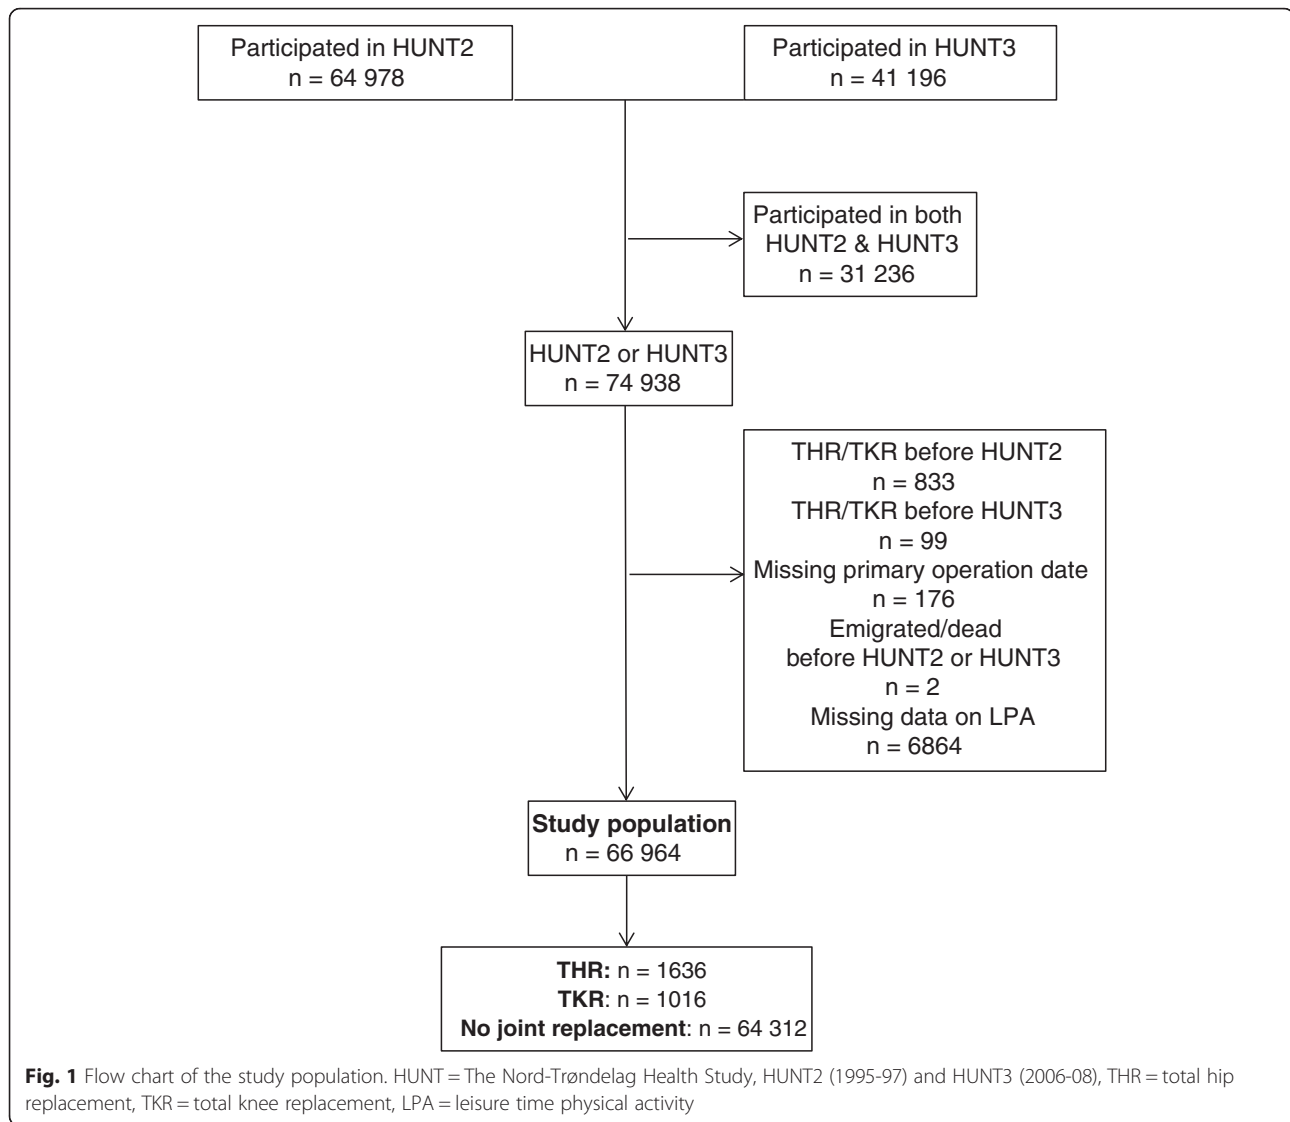 Participated in HUNT2
n = 64 978
Participated in HUNT3
n = 41 196
Participated in both
HUNT2 & HUNT3
n = 31 236
HUNT2 or HUNT3
n = 74 938
THR/TKR before HUNT2
n = 833
THR/TKR before HUNT3
n = 99
Missing primary operation date
n = 176
Emigrated/dead
before HUNT2 or HUNT3
n = 2
Missing data on LPA
n = 6864
Study population
n = 66 964
THR: n = 1636
TKR: n = 1016
No joint replacement: n = 64 312
Fig. 1 Flow chart of the study population. HUNT = The Nord-Trøndelag Health Study, HUNT2 (1995-97) and HUNT3 (2006-08), THR = total hip
replacement, TKR = total knee replacement, LPA = leisure time physical activity